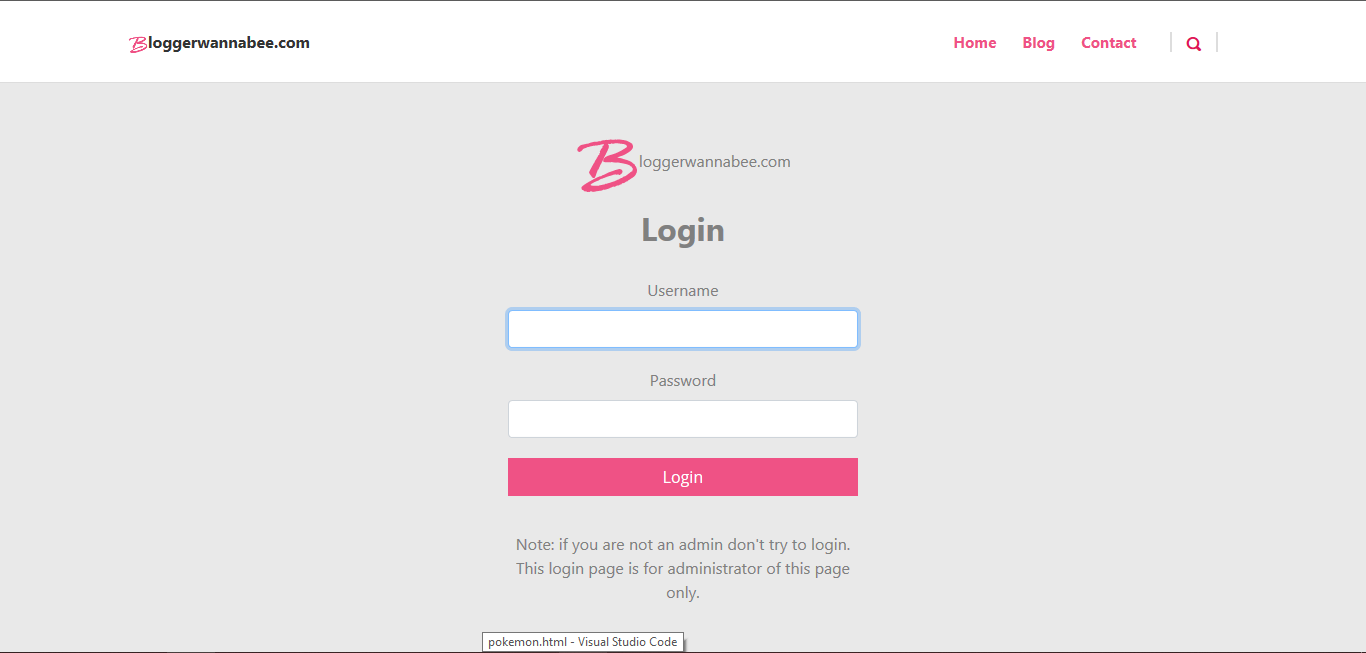 Bloggerwannabee.com
Home Blog Contact
Bloggerwannabee.com
Login
Username
Password
Login
Note: if you are not an admin don't try to login.
This login page is for administrator of this page
only.
pokemon.html - Visual Studio Code